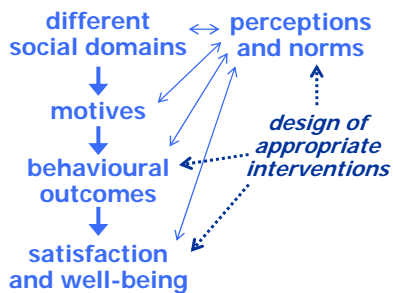 different
social domains
perceptions
and norms
motives
design of
appropriate
interventions
behavioural
outcomes
satisfaction
and well-being